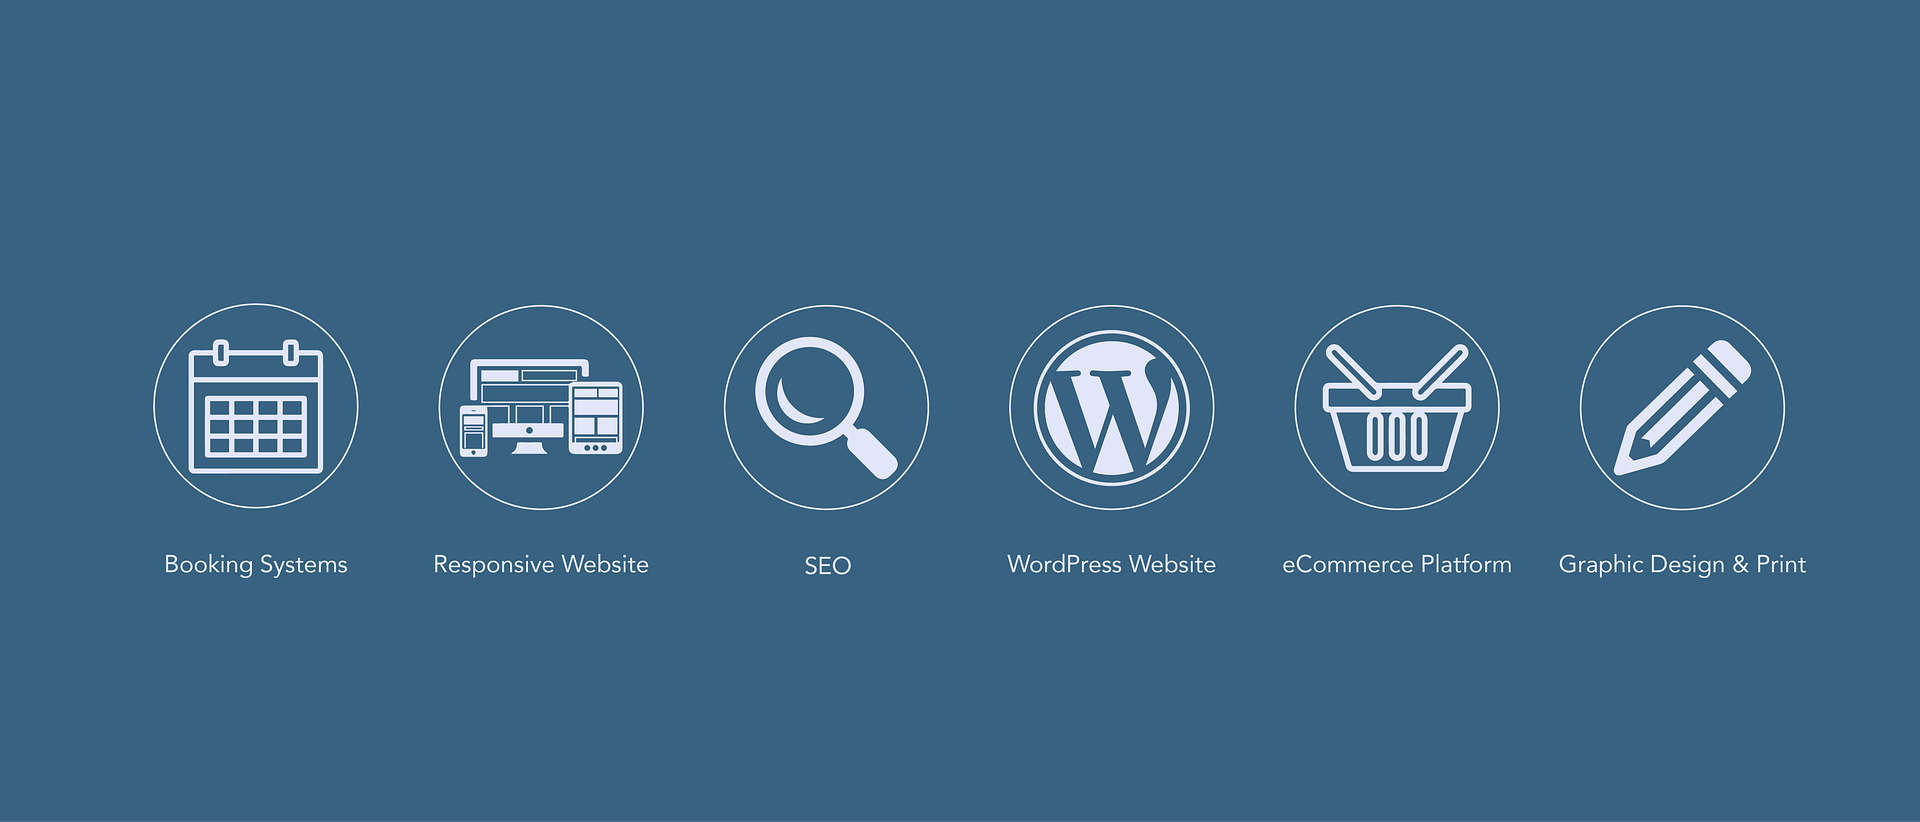 Booking Systems
Responsive Website
SEO
WordPress Website
eCommerce Platform
Graphic Design & Print